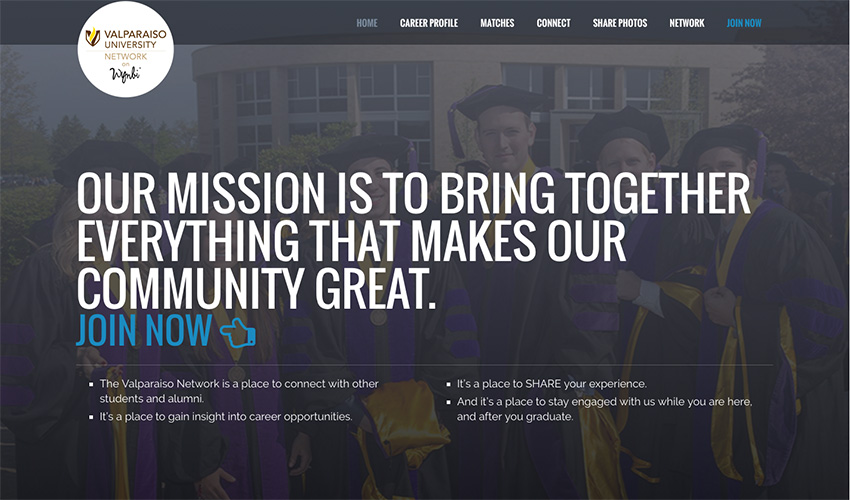 HOME CAREER PROFILE MATCHES CONNECT SHARE PHOTOS NETWORK JOIN NOW
VALPARAISO
UNIVERSITY
NETWORK
on
Wynbi
OUR MISSION IS TO BRING TOGETHER
EVERYTHING THAT MAKES OUR
COMMUNITY GREAT.
JOIN NOW
The Valparaiso Network is a place to connect with other
students and alumni.
It's a place to gain insight into career opportunities.
It's a place to SHARE your experience.
And it's a place to stay engaged with us while you are here,
and after you graduate.